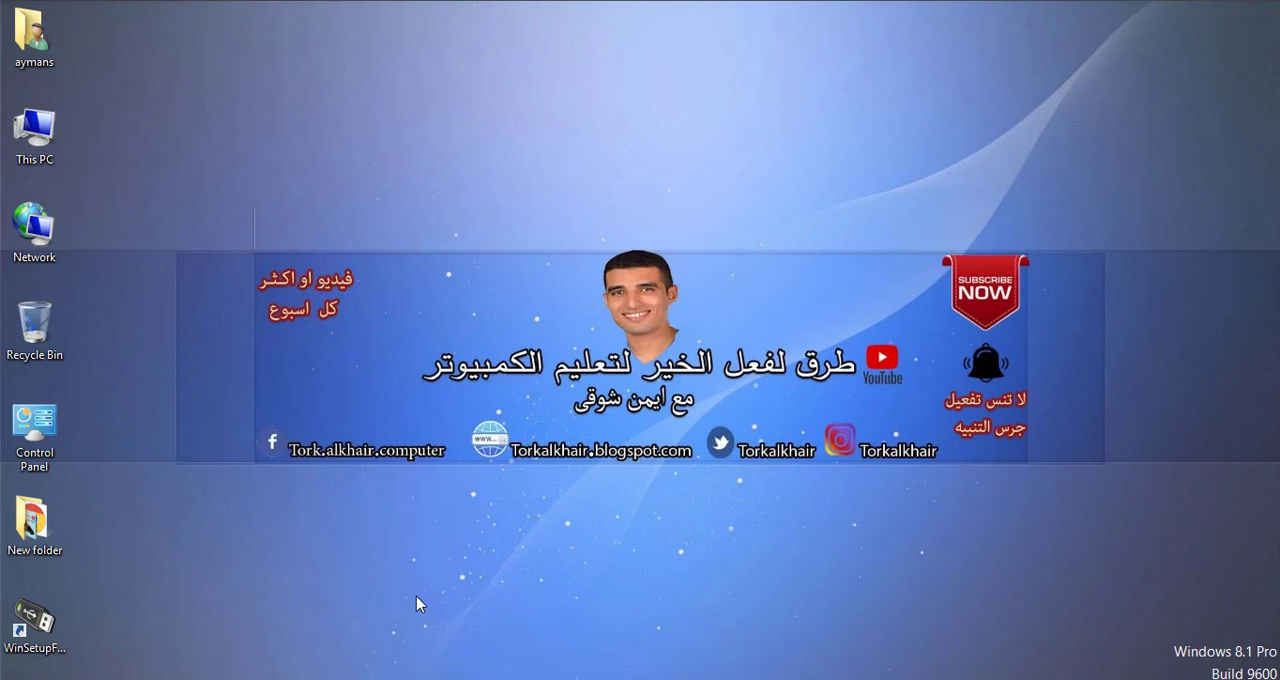 aymans
This PC
Network
Recycle Bin
Control
Panel
New folder
WinSetupF...
فيديو او اكثر
كل اسبوع
SUBSCRIBE
NOW
طرق لفعل الخير لتعليم الكمبيوتر
YouTube
مع ايمن شوقى
لا تنس تفعيل
جرس التنبيه
Tork.alkhair.computer
www.
Torkalkhair.blogspot.com
Torkalkhair
Torkalkhair
Windows 8.1 Pro
Build 9600